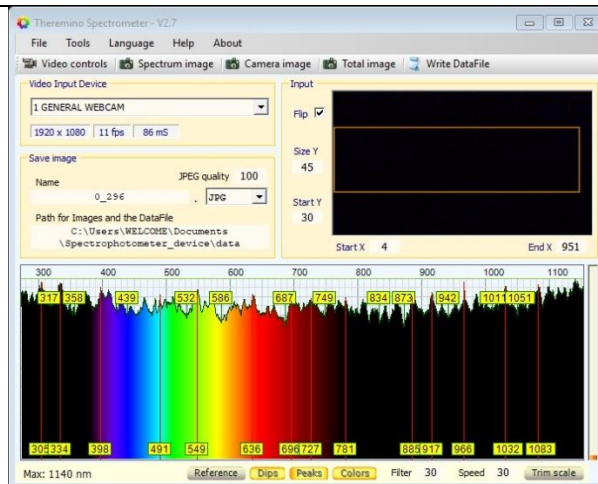 Theremino Spectrometer - V2.7
File Tools Language Help About
Video controls Spectrum image Camera image Total image Write DataFile
Video Input Device
1 GENERAL WEBCAM
1920 x 1080 11 fps 86 mS
Save image
Name
JPEG quality 100
0_296 . JPG
Path for Images and the DataFile
C:\Users\WELCOME\Documents
\Spectrophotometer_device\data
Input
Flip
Size Y
45
Start Y
30
Start X 4 End X 951
300 400 500 600 700 800 900 1000 1100
317 358 439 532 586 687 749 834 873 942 1011 1051
305 334 398 491 549 636 696 727 781 885 917 966 1032 1083
Max: 1140 nm Reference Dips Peaks Colors Filter 30 Speed 30 Trim scale